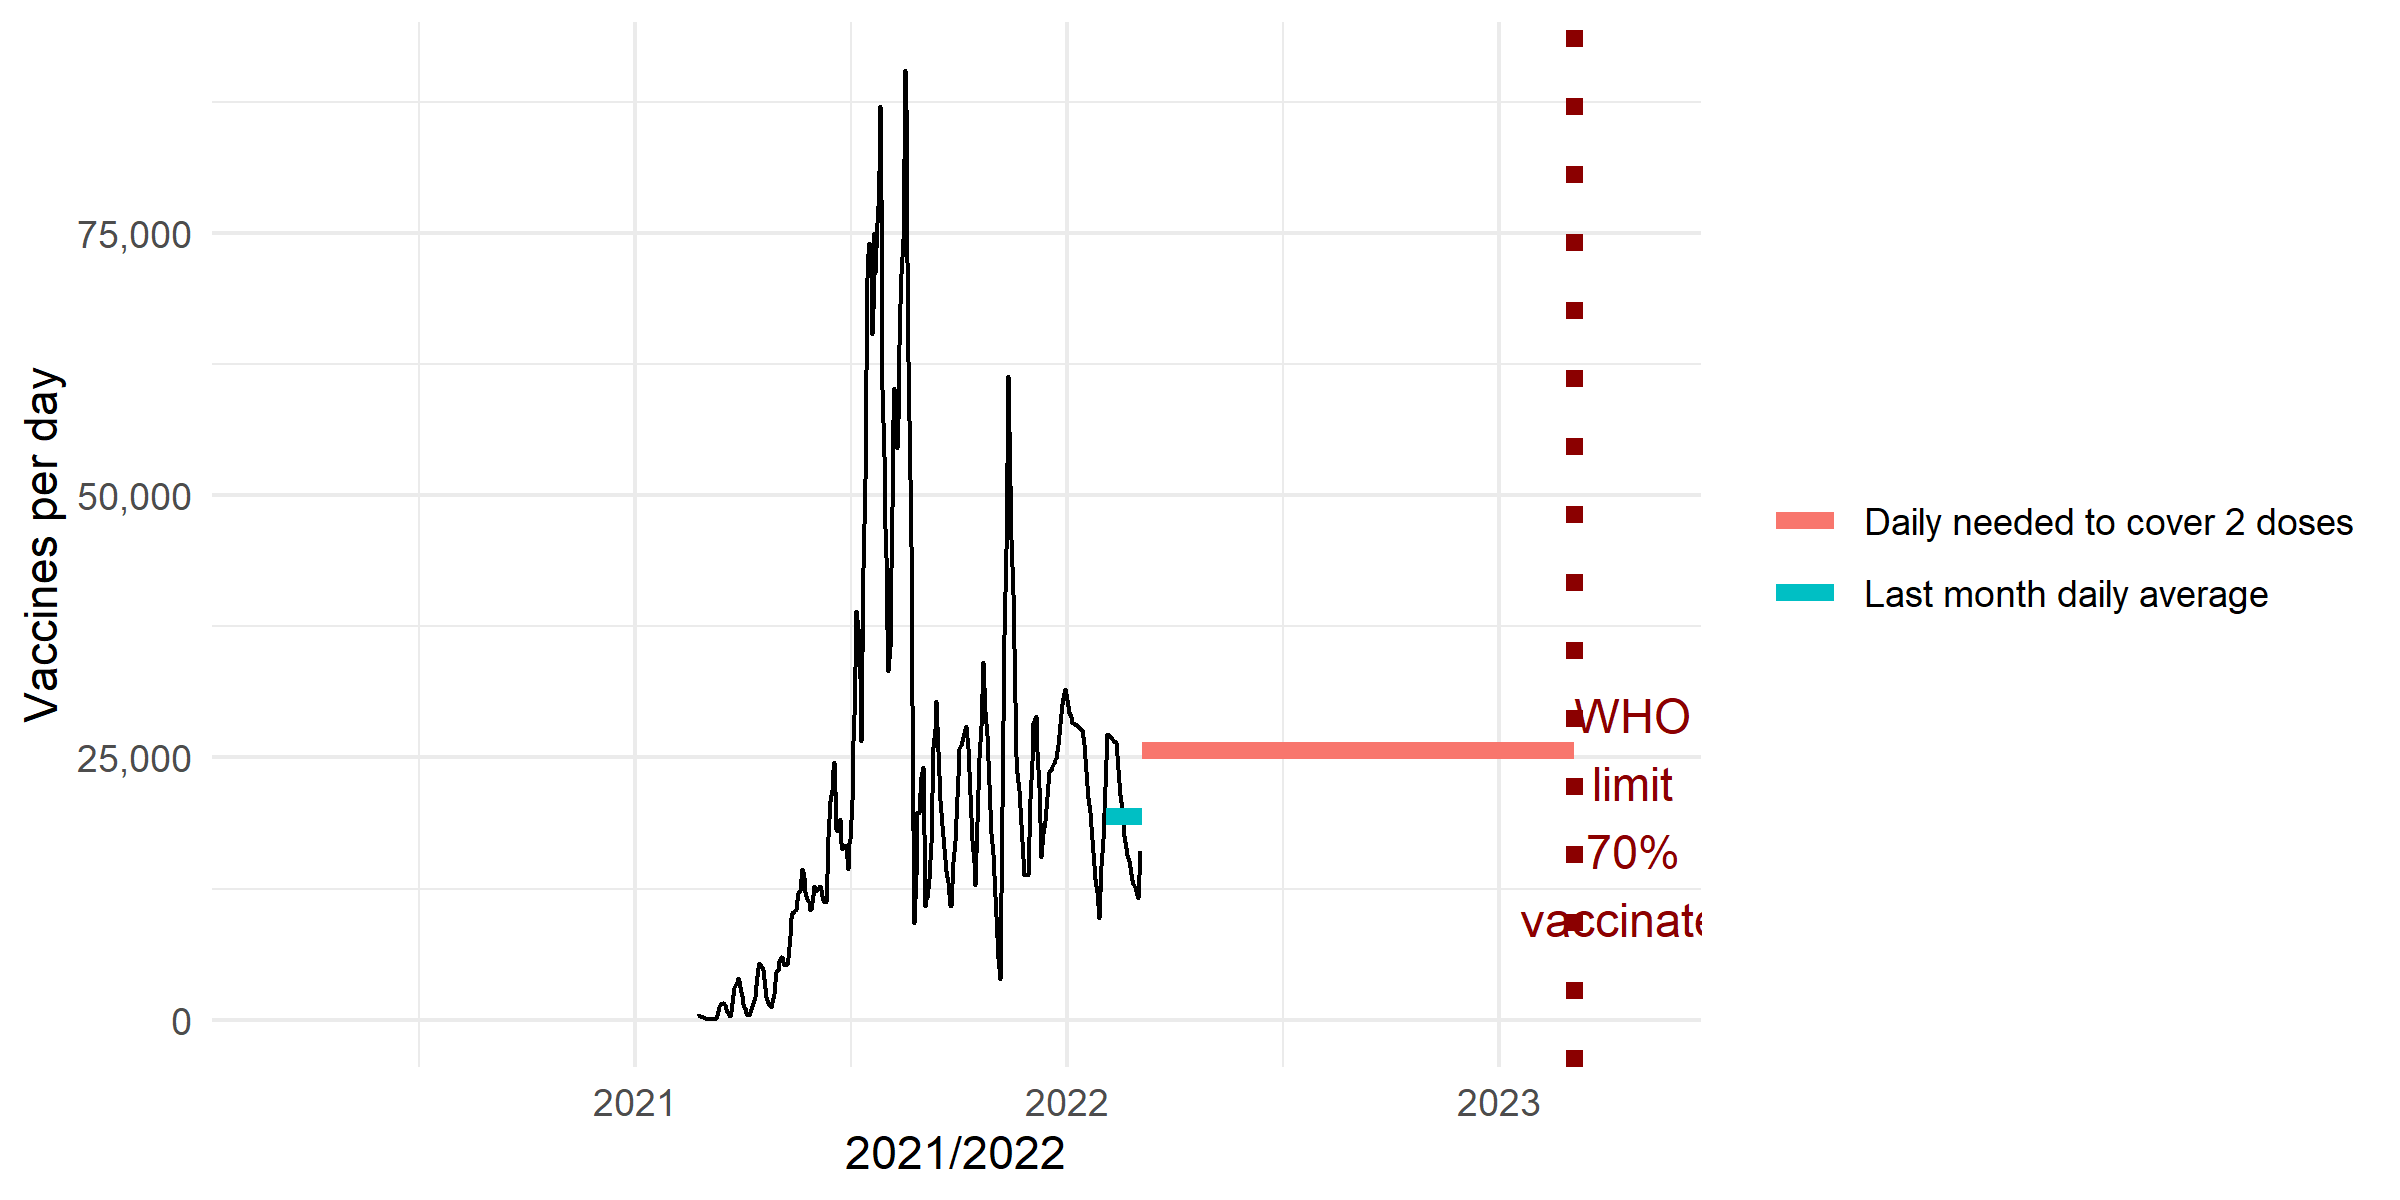 Vaccines per day
75,000
50,000
25,000
0
2021
2022
2023
2021/2022
WHO
limit
70%
vaccinate
Daily needed to cover 2 doses
Last month daily average